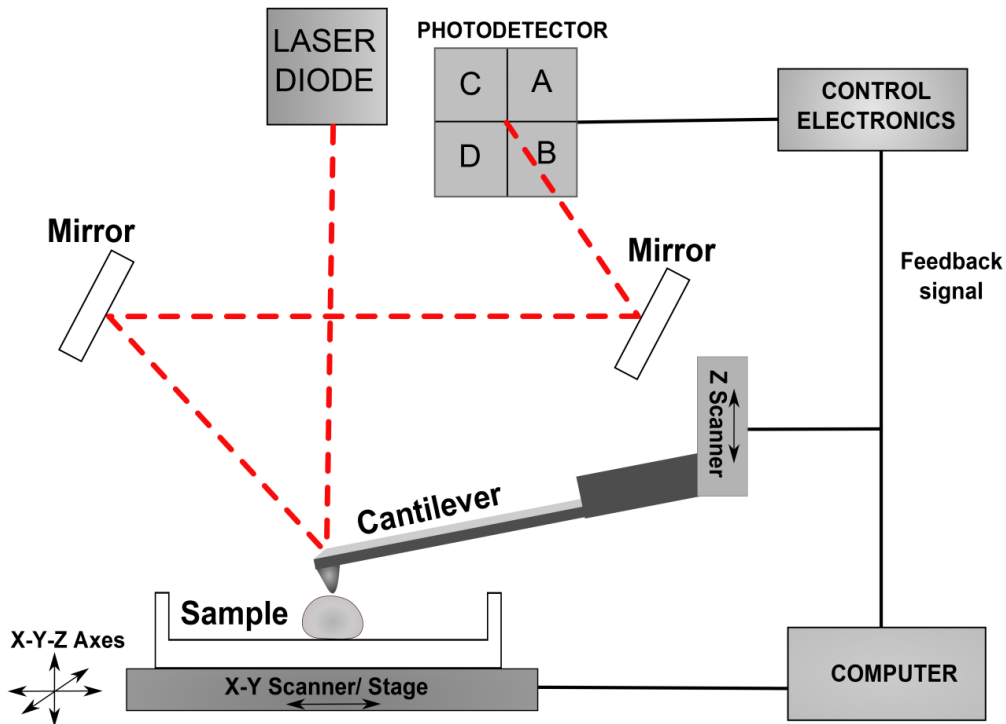 LASER
DIODE
PHOTODETECTOR
C
A
D
B
CONTROL
ELECTRONICS
Mirror
Mirror
Feedback
signal
Z Scanner
Cantilever
Sample
X-Y-Z Axes
X-Y Scanner/ Stage
COMPUTER